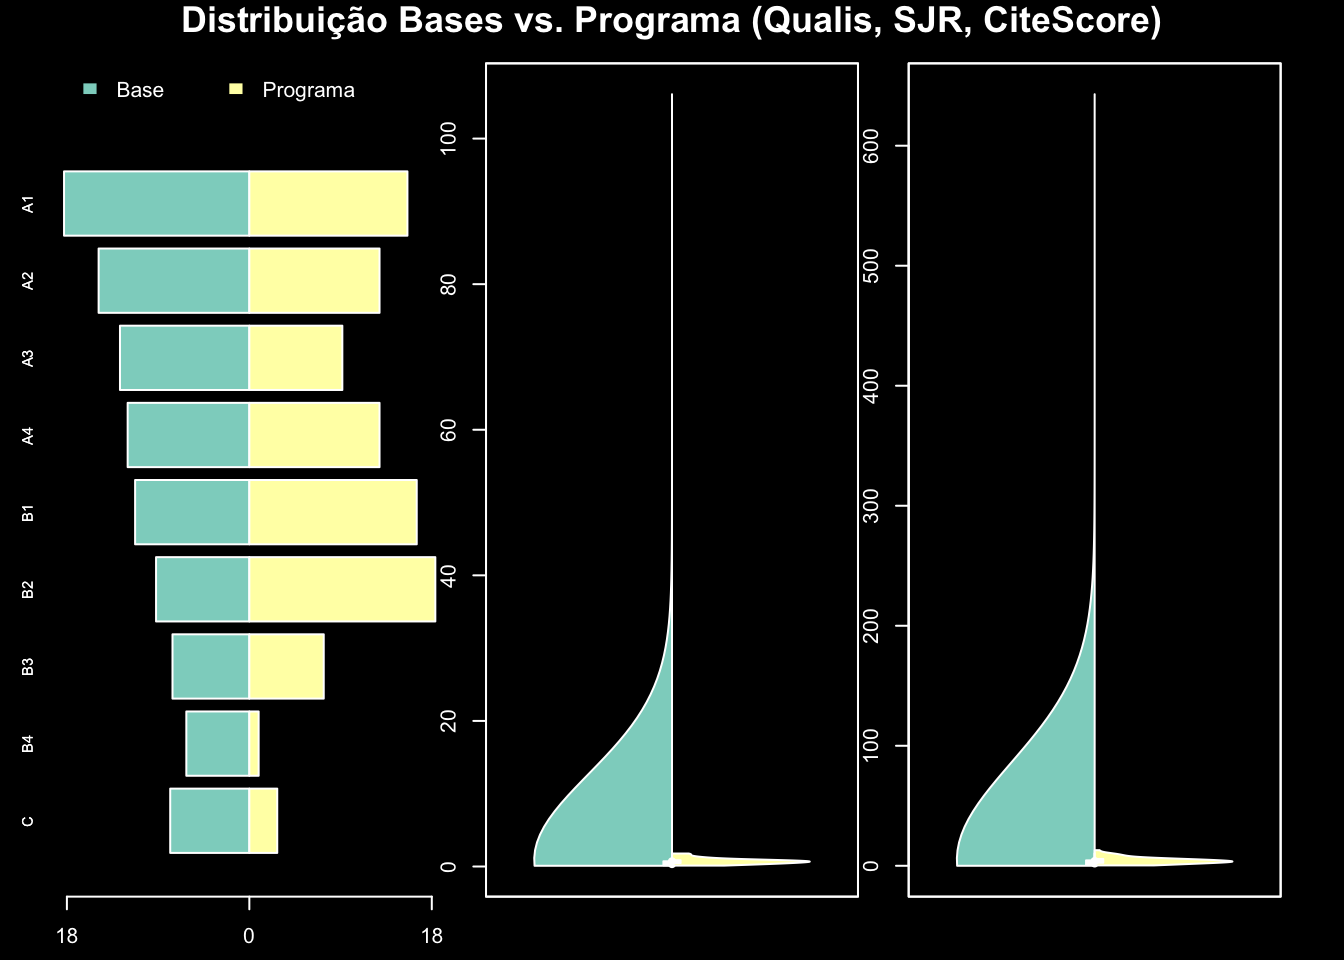 Distribuição Bases vs. Programa (Qualis, SJR, CiteScore)
Base Programa
A1
A2
A3
A4
B1
B2
B3
B4
C
18 0 18
100
80
60
40
20
0
600
500
400
300
200
100
0